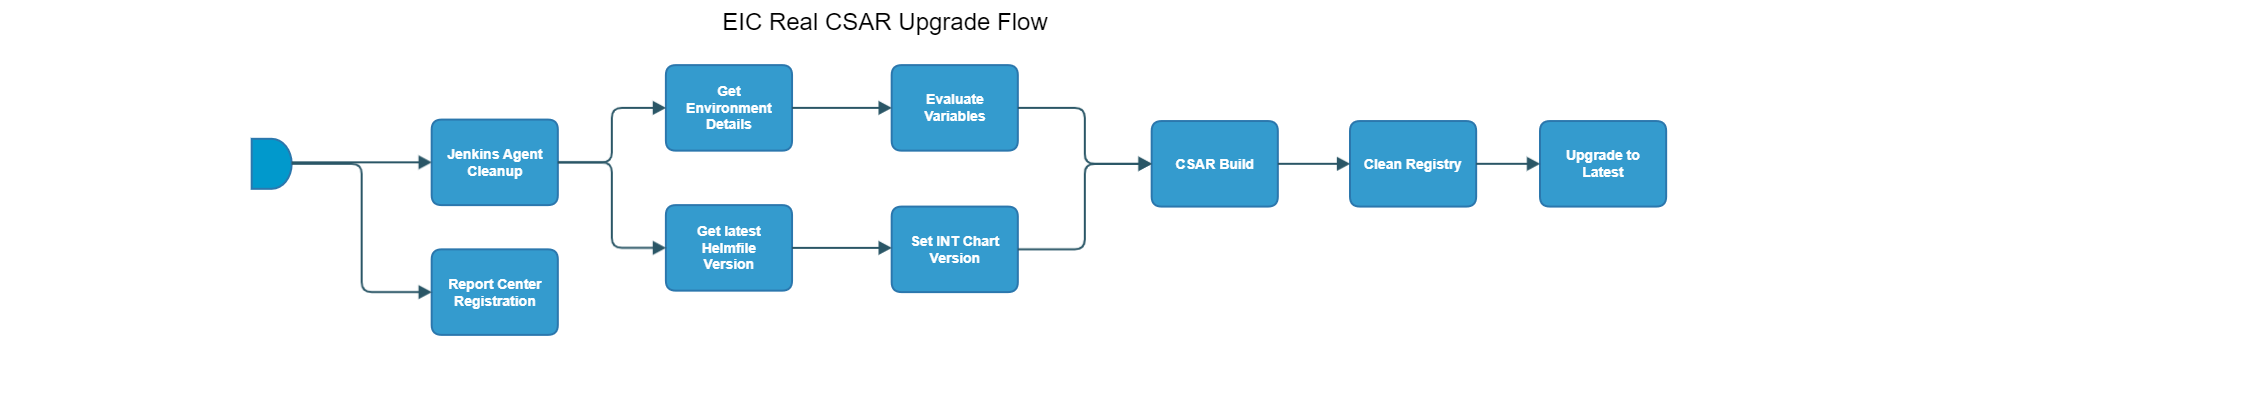 EIC Real CSAR Upgrade Flow
Get
Environment
Details
Evaluate
Variables
Jenkins Agent
Cleanup
CSAR Build
Clean Registry
Upgrade to
Latest
Get latest
Helmfile
Version
Set INT Chart
Version
Report Center
Registration